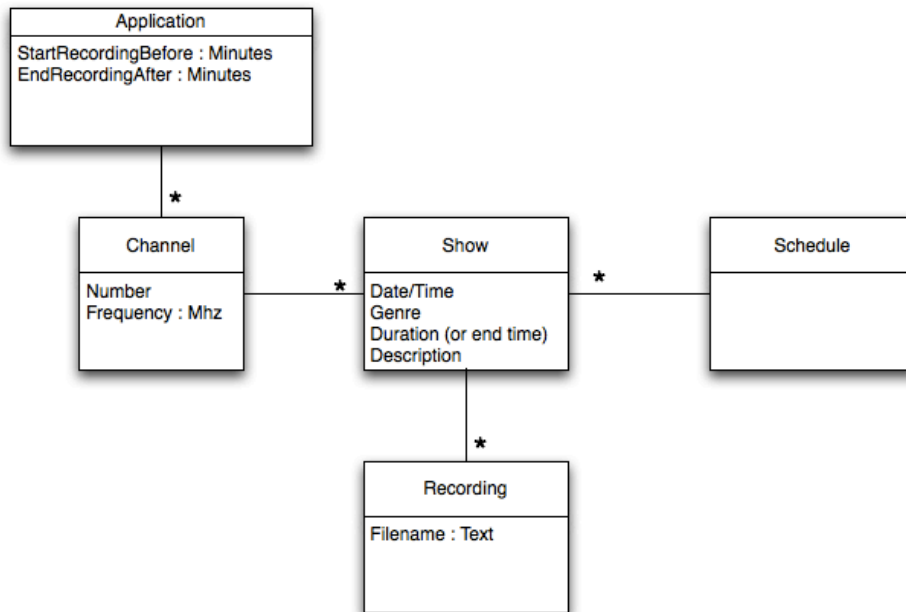 Application
StartRecordingBefore : Minutes
EndRecordingAfter : Minutes
*
Channel
Number
Frequency : Mhz
*
Show
Date/Time
Genre
Duration (or end time)
Description
*
Schedule
*
Recording
Filename : Text